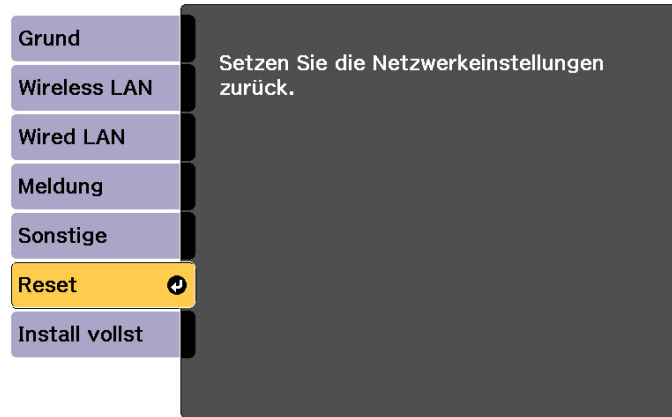 Grund
Wireless LAN
Wired LAN
Meldung
Sonstige
Reset
Install vollst
Setzen Sie die Netzwerkeinstellungen
zurück.